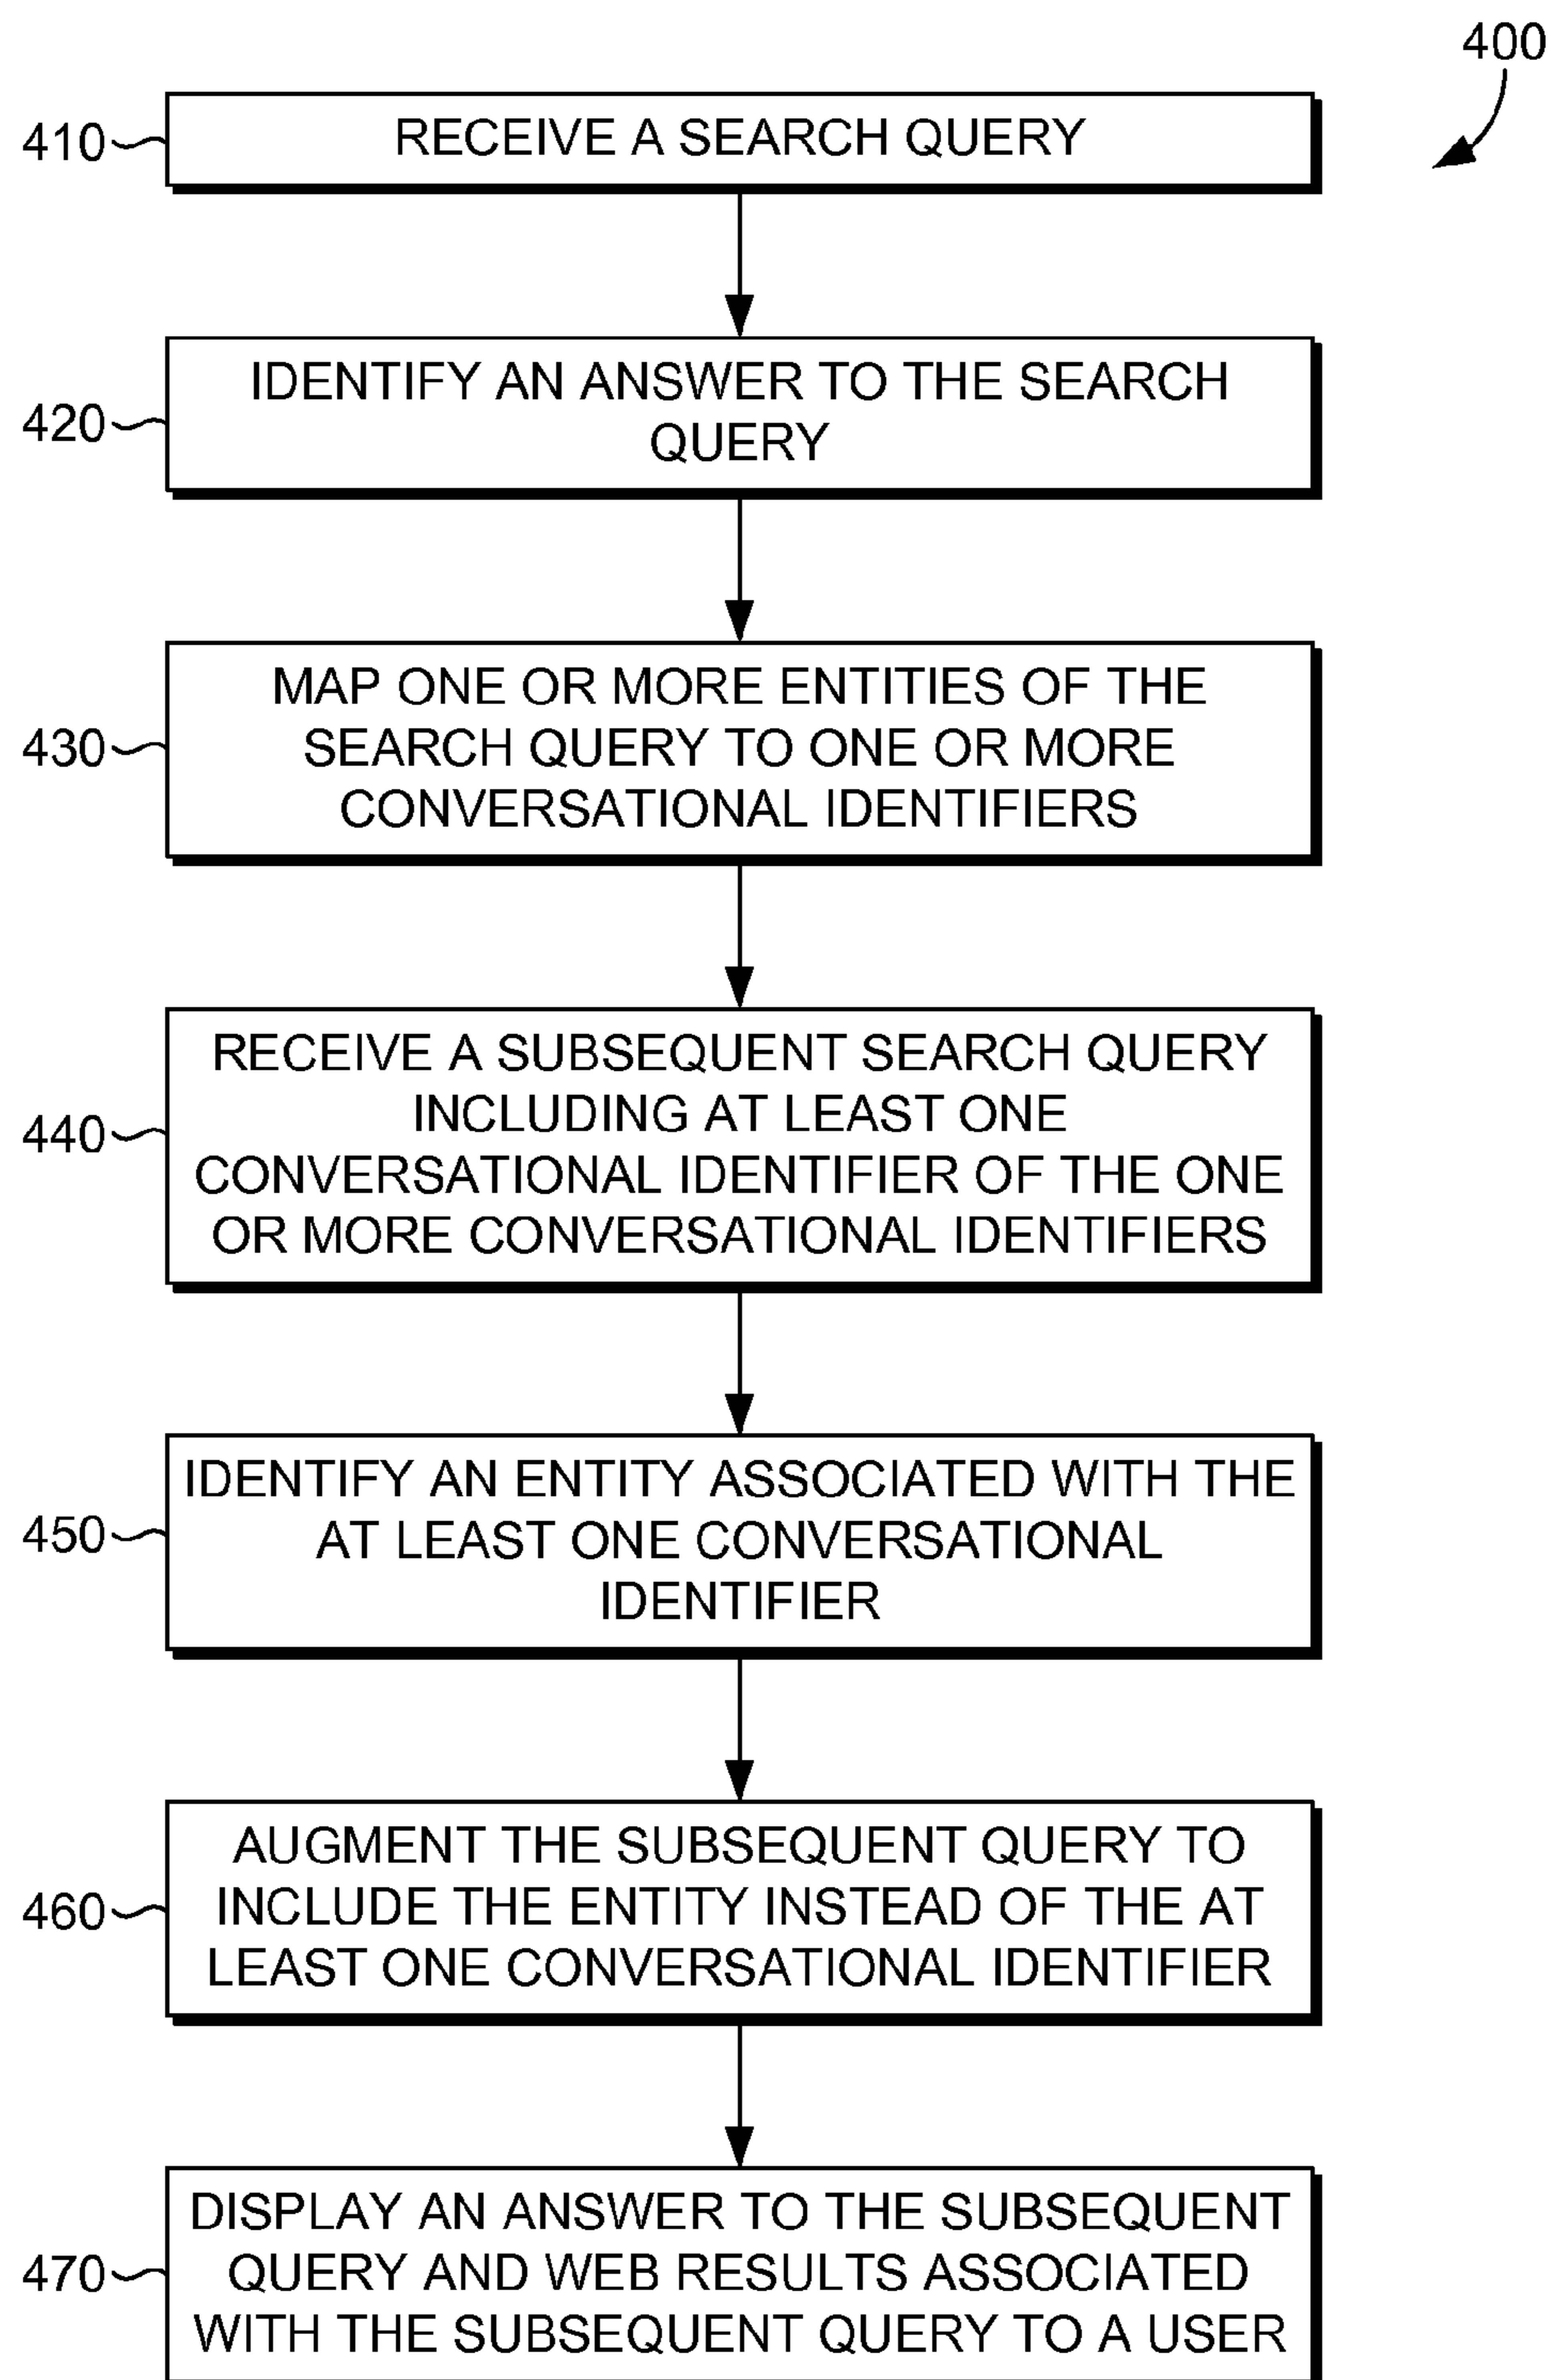 400
410
RECEIVE A SEARCH QUERY
420
IDENTIFY AN ANSWER TO THE SEARCH
QUERY
430
MAP ONE OR MORE ENTITIES OF THE
SEARCH QUERY TO ONE OR MORE
CONVERSATIONAL IDENTIFIERS
440
RECEIVE A SUBSEQUENT SEARCH QUERY
INCLUDING AT LEAST ONE
CONVERSATIONAL IDENTIFIER OF THE ONE
OR MORE CONVERSATIONAL IDENTIFIERS
450
IDENTIFY AN ENTITY ASSOCIATED WITH THE
AT LEAST ONE CONVERSATIONAL
IDENTIFIER
460
AUGMENT THE SUBSEQUENT QUERY TO
INCLUDE THE ENTITY INSTEAD OF THE AT
LEAST ONE CONVERSATIONAL IDENTIFIER
470
DISPLAY AN ANSWER TO THE SUBSEQUENT
QUERY AND WEB RESULTS ASSOCIATED
WITH THE SUBSEQUENT QUERY TO A USER